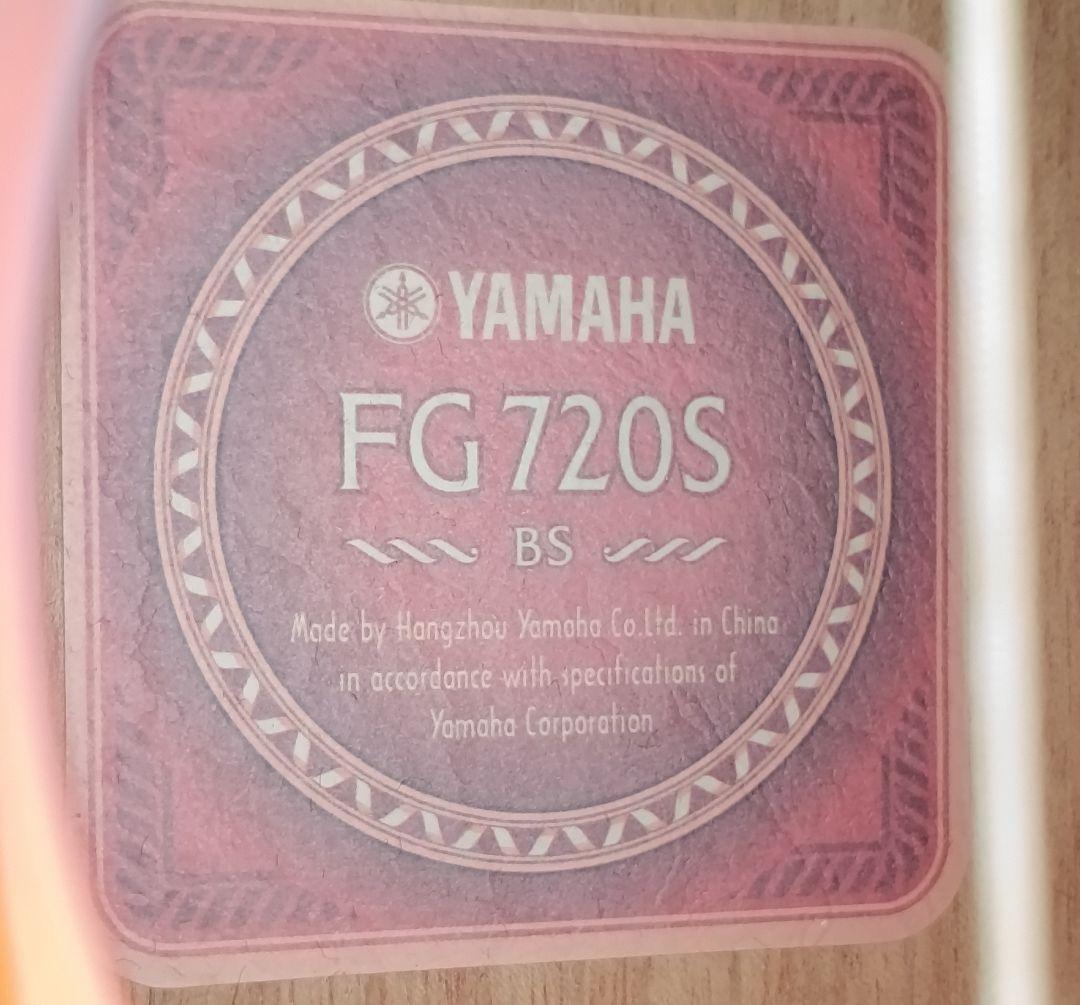 YAMAHA
FG720S
BS
Made by Hangzhou Yamaha Co.Ltd. in China
in accordance with specifications of
Yamaha Corporation